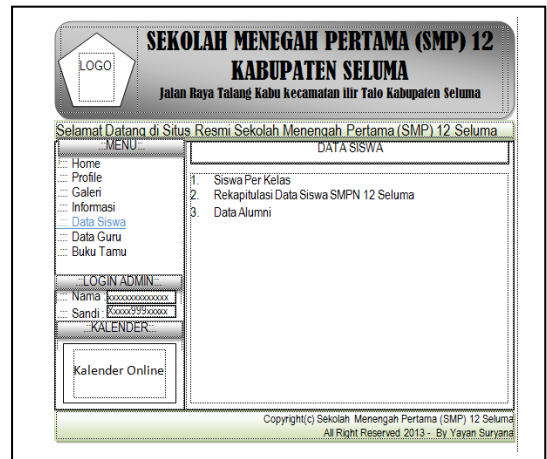 LOGO
SEKOLAH MENEGAH PERTAMA (SMP) 12
KABUPATEN SELUMA
Jalan Raya Talang Kabu kecamatan ilir Talo Kabupaten Seluma
Selamat Datang di Situs Resmi Sekolah Menengah Pertama (SMP) 12 Seluma
.::MENU::.
:::: Home
:::: Profile
:::: Galeri
:::: Informasi
:::: Data Siswa
:::: Data Guru
:::: Buku Tamu
.::LOGIN ADMIN::.
:::: Nama : xxxxxxxxxxxxx
:::: Sandi : Xxxxx999xxxxx
.::KALENDER::.
Kalender Online
DATA SISWA
1. Siswa Per Kelas
2. Rekapitulasi Data Siswa SMPN 12 Seluma
3. Data Alumni
Copyright(c) Sekolah Menengah Pertama (SMP) 12 Seluma
All Right Reserved 2013 - By Yayan Suryana